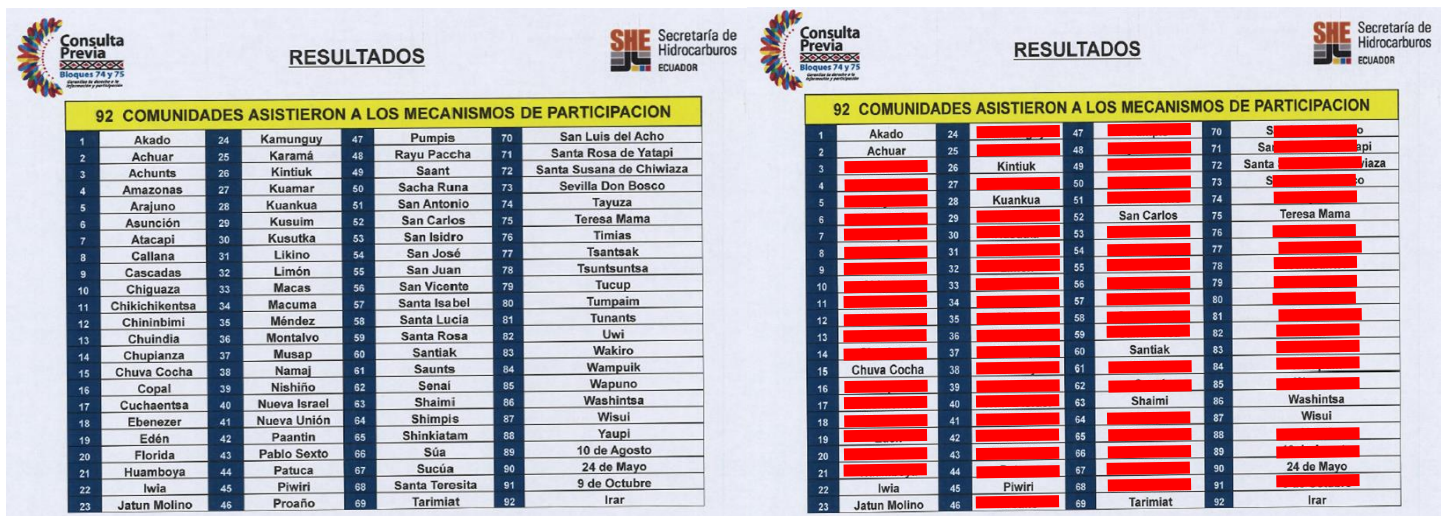 Consulta
Previa
Bloques 74 y 75
Garantiza tu derecho a la
información y participación
RESULTADOS
SHE Secretaría de
Hidrocarburos
ECUADOR
92 COMUNIDADES ASISTIERON A LOS MECANISMOS DE PARTICIPACION
1 Akado 24 Kamunguy 47 Pumpis 70 San Luis del Acho
2 Achuar 25 Karamá 48 Rayu Paccha 71 Santa Rosa de Yatapi
3 Achunts 26 Kintiuk 49 Saant 72 Santa Susana de Chiwiaza
4 Amazonas 27 Kuamar 50 Sacha Runa 73 Sevilla Don Bosco
5 Arajuno 28 Kuankua 51 San Antonio 74 Tayuza
6 Asunción 29 Kusuim 52 San Carlos 75 Teresa Mama
7 Atacapi 30 Kusutka 53 San Isidro 76 Timias
8 Callana 31 Likino 54 San José 77 Tsantsak
9 Cascadas 32 Limón 55 San Juan 78 Tsuntsuntsa
10 Chiguaza 33 Macas 56 San Vicente 79 Tucup
11 Chikichikentsa 34 Macuma 57 Santa Isabel 80 Tumpaim
12 Chininbimi 35 Méndez 58 Santa Lucía 81 Tunants
13 Chuindia 36 Montalvo 59 Santa Rosa 82 Uwi
14 Chupianza 37 Musap 60 Santiak 83 Wakiro
15 Chuva Cocha 38 Namaj 61 Saunts 84 Wampuik
16 Copal 39 Nishiño 62 Senai 85 Wapuno
17 Cuchaentsa 40 Nueva Israel 63 Shaimi 86 Washintsa
18 Ebenezer 41 Nueva Unión 64 Shimpis 87 Wisui
19 Edén 42 Paantin 65 Shinkiatam 88 Yaupi
20 Florida 43 Pablo Sexto 66 Súa 89 10 de Agosto
21 Huamboya 44 Patuca 67 Sucúa 90 24 de Mayo
22 Iwia 45 Piwiri 68 Santa Teresita 91 9 de Octubre
23 Jatun Molino 46 Proaño 69 Tarimiat 92 Irar
Consulta
Previa
Bloques 74 y 75
Garantiza tu derecho a la
información y participación
RESULTADOS
SHE Secretaría de
Hidrocarburos
ECUADOR
92 COMUNIDADES ASISTIERON A LOS MECANISMOS DE PARTICIPACION
1 Akado 24 47 70
2 Achuar 25 48 71
3 26 Kintiuk 49 72 Santa
4 27 50 73
5 28 Kuankua 51 74
6 29 52 San Carlos 75 Teresa Mama
7 30 53 76
8 31 54 77
9 32 55 78
10 33 56 79
11 34 57 80
12 35 58 81
13 36 59 82
14 37 60 Santiak 83
15 Chuva Cocha 38 61 84
16 39 62 85
17 40 63 Shaimi 86 Washintsa
18 41 64 87 Wisui
19 42 65 88
20 43 66 89
21 44 67 90 24 de Mayo
22 Iwia 45 Piwiri 68 91
23 Jatun Molino 46 69 Tarimiat 92 Irar